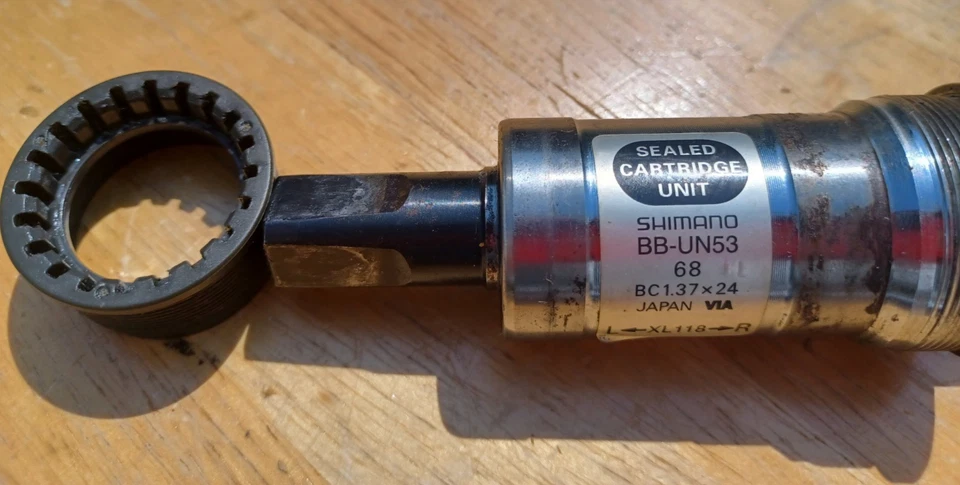 SEALED
CARTRIDGE
UNIT
SHIMANO
BB-UN53
68
BC1.37×24
JAPAN VIA
L←XL118→R